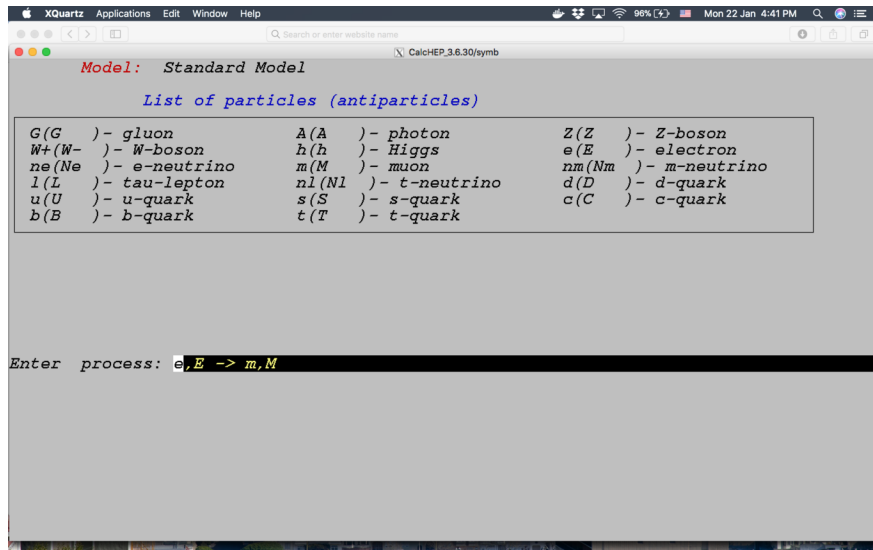 XQuartz Applications Edit Window Help 96% Mon 22 Jan 4:41 PM
Search or enter website name
CalcHEP_3.6.30/symb
Model: Standard Model
List of particles (antiparticles)
G(G )- gluon A(A )- photon Z(Z )- Z-boson
W+(W- )- W-boson h(h )- Higgs e(E )- electron
ne(Ne )- e-neutrino m(M )- muon nm(Nm )- m-neutrino
l(L )- tau-lepton nl(Nl )- t-neutrino d(D )- d-quark
u(U )- u-quark s(S )- s-quark c(C )- c-quark
b(B )- b-quark t(T )- t-quark
Enter process: e,E -> m,M